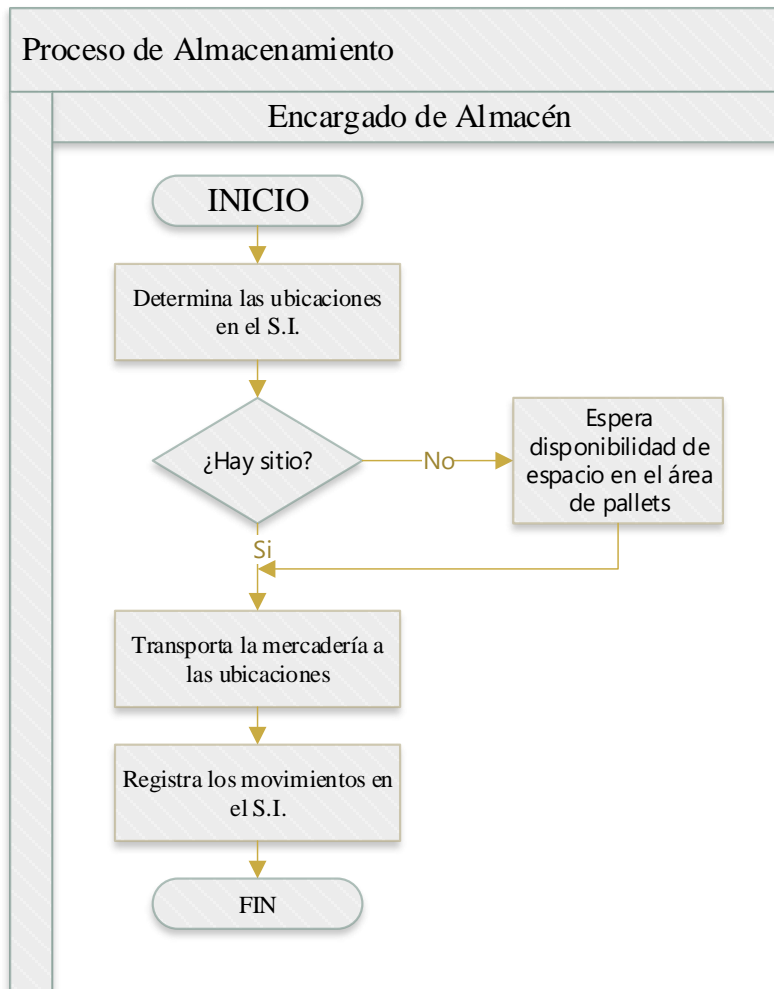 Proceso de Almacenamiento
Encargado de Almacén
INICIO
Determina las ubicaciones
en el S.I.
¿Hay sitio?
No
Espera
disponibilidad de
espacio en el área
de pallets
Si
Transporta la mercadería a
las ubicaciones
Registra los movimientos en
el S.I.
FIN